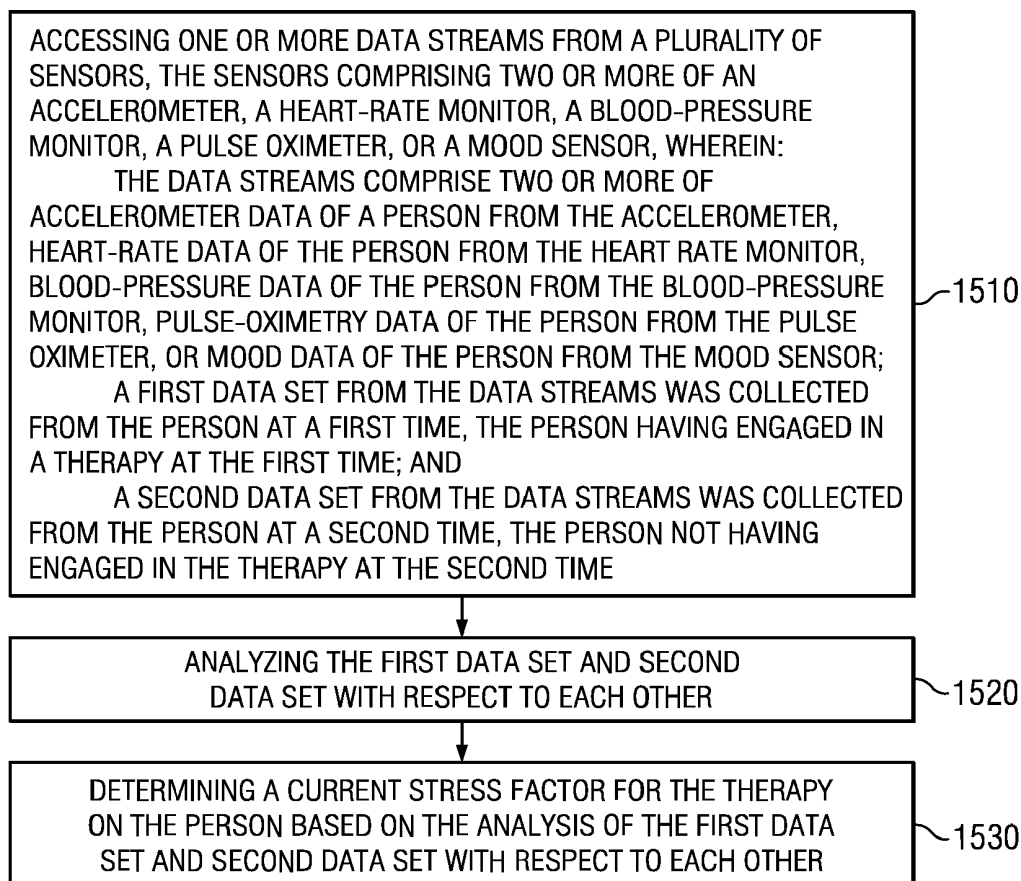 ACCESSING ONE OR MORE DATA STREAMS FROM A PLURALITY OF
SENSORS, THE SENSORS COMPRISING TWO OR MORE OF AN
ACCELEROMETER, A HEART-RATE MONITOR, A BLOOD-PRESSURE
MONITOR, A PULSE OXIMETER, OR A MOOD SENSOR, WHEREIN:
THE DATA STREAMS COMPRISE TWO OR MORE OF
ACCELEROMETER DATA OF A PERSON FROM THE ACCELEROMETER,
HEART-RATE DATA OF THE PERSON FROM THE HEART RATE MONITOR,
BLOOD-PRESSURE DATA OF THE PERSON FROM THE BLOOD-PRESSURE
MONITOR, PULSE-OXIMETRY DATA OF THE PERSON FROM THE PULSE
OXIMETER, OR MOOD DATA OF THE PERSON FROM THE MOOD SENSOR;
A FIRST DATA SET FROM THE DATA STREAMS WAS COLLECTED
FROM THE PERSON AT A FIRST TIME, THE PERSON HAVING ENGAGED IN
A THERAPY AT THE FIRST TIME; AND
A SECOND DATA SET FROM THE DATA STREAMS WAS COLLECTED
FROM THE PERSON AT A SECOND TIME, THE PERSON NOT HAVING
ENGAGED IN THE THERAPY AT THE SECOND TIME
1510
ANALYZING THE FIRST DATA SET AND SECOND
DATA SET WITH RESPECT TO EACH OTHER
1520
DETERMINING A CURRENT STRESS FACTOR FOR THE THERAPY
ON THE PERSON BASED ON THE ANALYSIS OF THE FIRST DATA
SET AND SECOND DATA SET WITH RESPECT TO EACH OTHER
1530